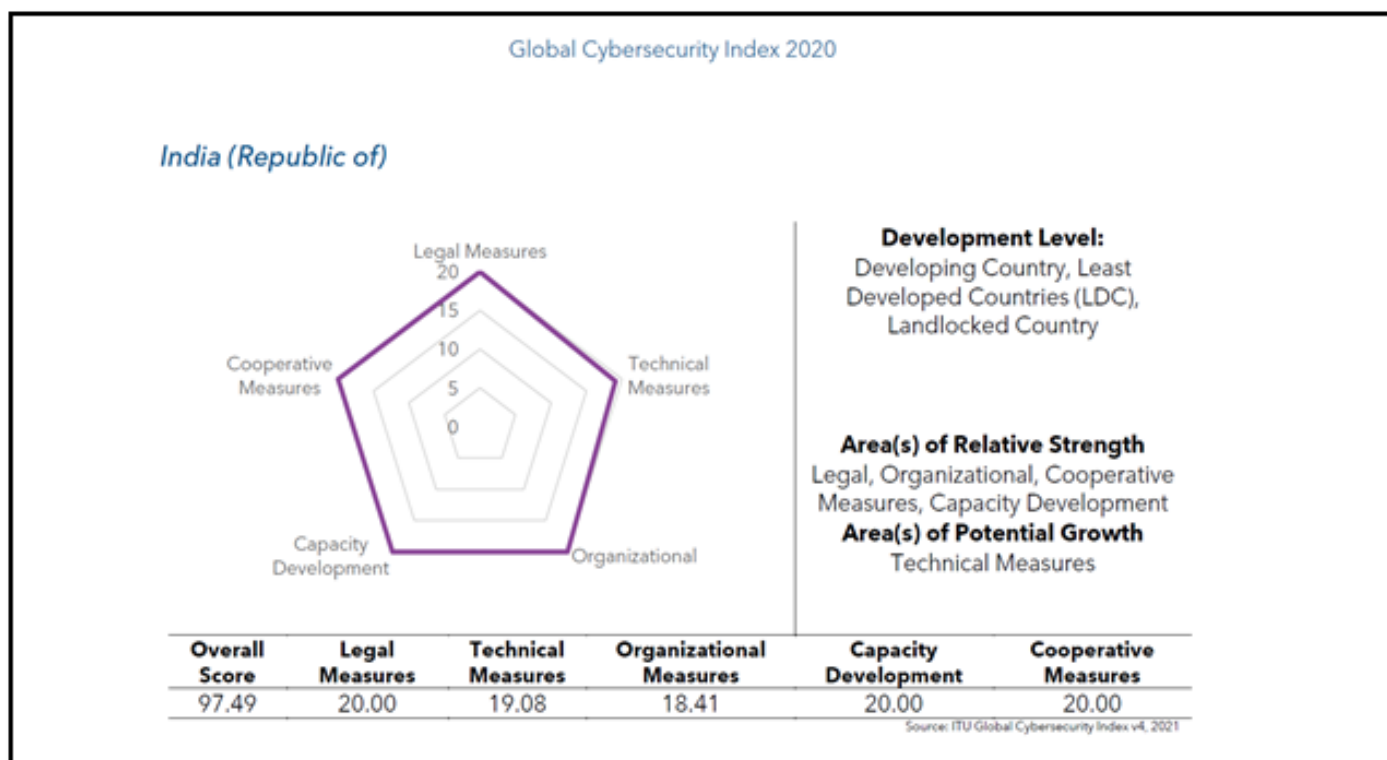 Global Cybersecurity Index 2020
India (Republic of)
Legal Measures
20
15
10
5
0
Technical
Measures
Organizational
Capacity
Development
Cooperative
Measures
Development Level:
Developing Country, Least
Developed Countries (LDC),
Landlocked Country
Area(s) of Relative Strength
Legal, Organizational, Cooperative
Measures, Capacity Development
Area(s) of Potential Growth
Technical Measures
Overall Legal Technical Organizational Capacity Cooperative
Score Measures Measures Measures Development Measures
97.49 20.00 19.08 18.41 20.00 20.00
Source: ITU Global Cybersecurity Index v4, 2021